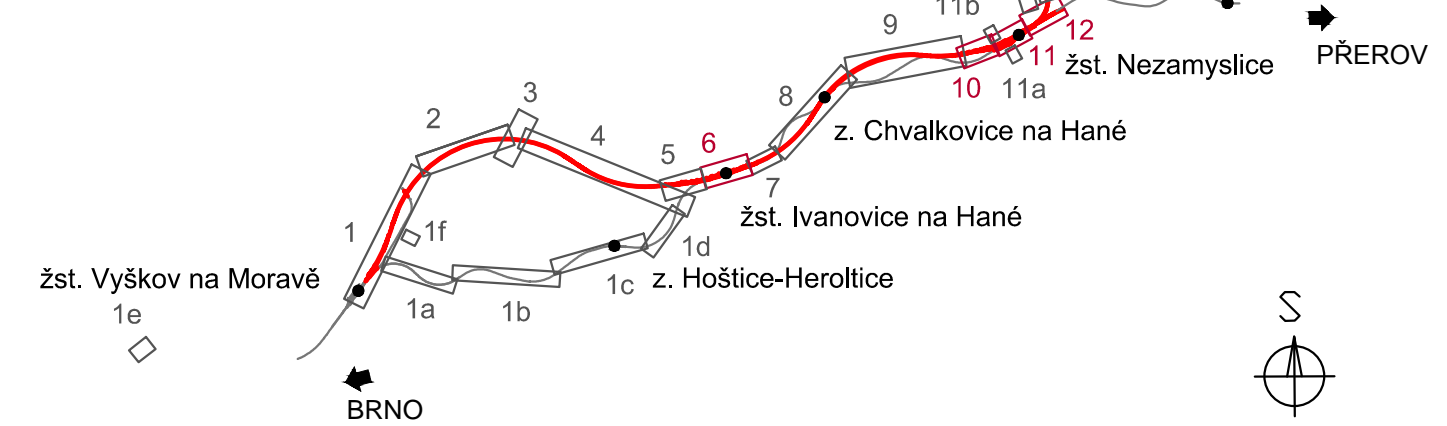 11b
9
12
PŘEROV
11
žst. Nezamyslice
10
11a
8
3
2
z. Chvalkovice na Hané
4
6
5
7
žst. Ivanovice na Hané
1
1f
1d
žst. Vyškov na Moravě
1c
z. Hoštice-Heroltice
1a
1b
1e
S
BRNO